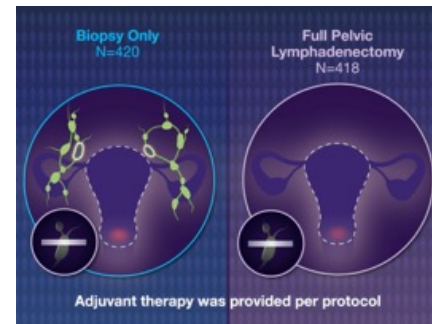 Biopsy Only
N=420
Full Pelvic
Lymphadenectomy
N=418
Adjuvant therapy was provided per protocol